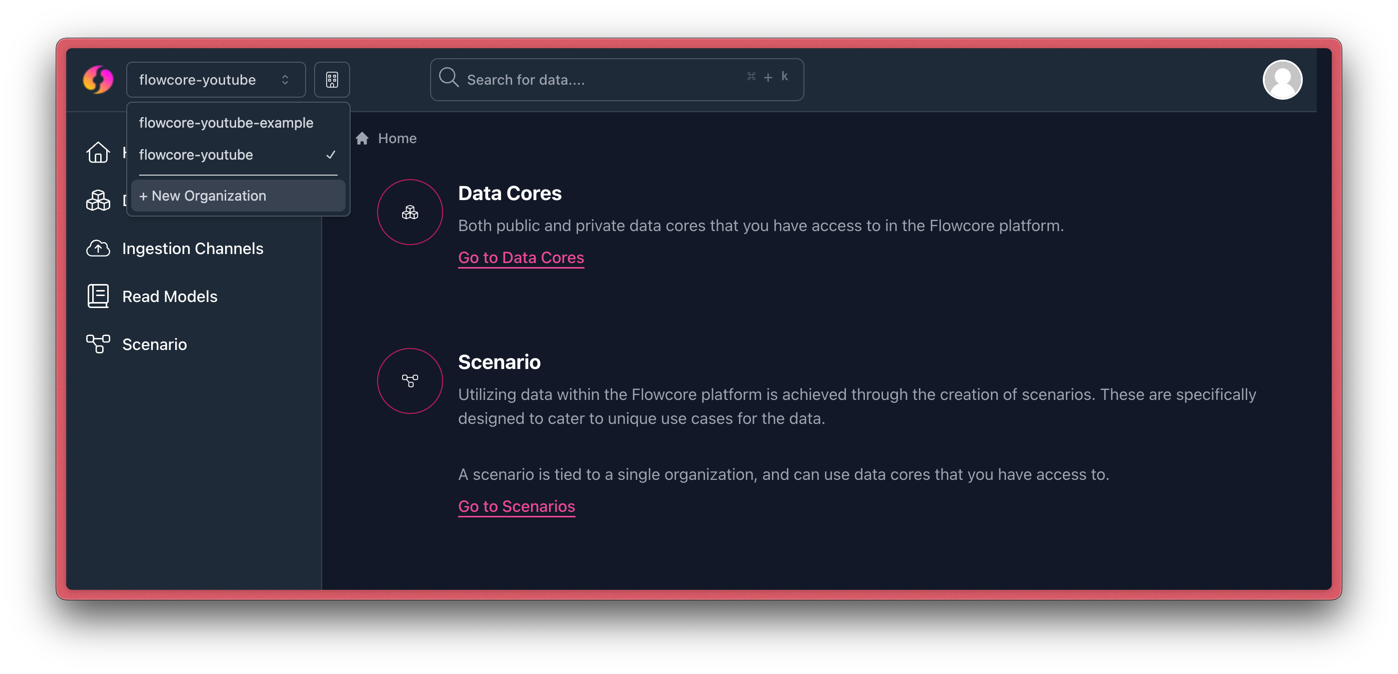 flowcore-youtube
Search for data....
⌘ + k
flowcore-youtube-example
flowcore-youtube
+ New Organization
Ingestion Channels
Read Models
Scenario
Home
Data Cores
Both public and private data cores that you have access to in the Flowcore platform.
Go to Data Cores
Scenario
Utilizing data within the Flowcore platform is achieved through the creation of scenarios. These are specifically
designed to cater to unique use cases for the data.
A scenario is tied to a single organization, and can use data cores that you have access to.
Go to Scenarios